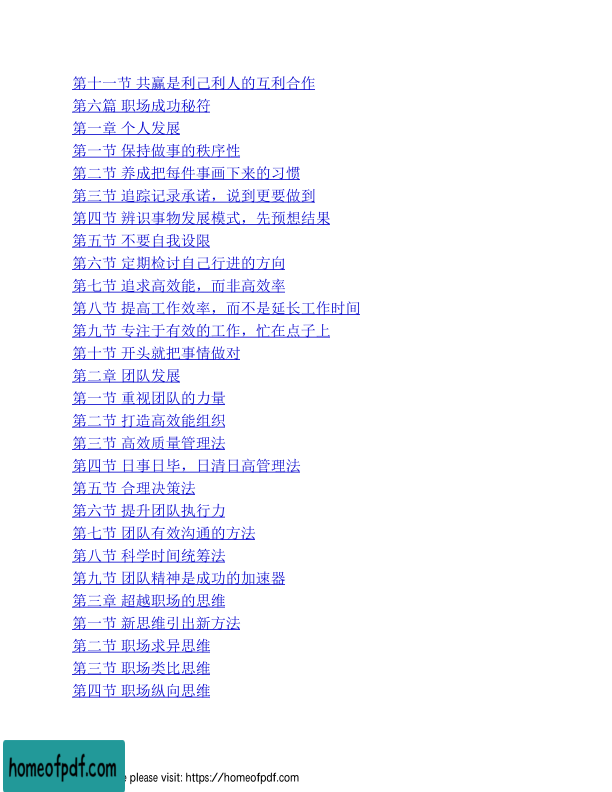 第十一节 共赢是利己利人的互利合作
第六篇 职场成功秘符
第一章 个人发展
第一节 保持做事的秩序性
第二节 养成把每件事画下来的习惯
第三节 追踪记录承诺，说到更要做到
第四节 辨识事物发展模式，先预想结果
第五节 不要自我设限
第六节 定期检讨自己行进的方向
第七节 追求高效能，而非高效率
第八节 提高工作效率，而不是延长工作时间
第九节 专注于有效的工作，忙在点子上
第十节 开头就把事情做对
第二章 团队发展
第一节 重视团队的力量
第二节 打造高效能组织
第三节 高效质量管理法
第四节 日事日毕，日清日高管理法
第五节 合理决策法
第六节 提升团队执行力
第七节 团队有效沟通的方法
第八节 科学时间统筹法
第九节 团队精神是成功的加速器
第三章 超越职场的思维
第一节 新思维引出新方法
第二节 职场求异思维
第三节 职场类比思维
第四节 职场纵向思维
homeofpdf.com
e please visit: https://homeofpdf.com